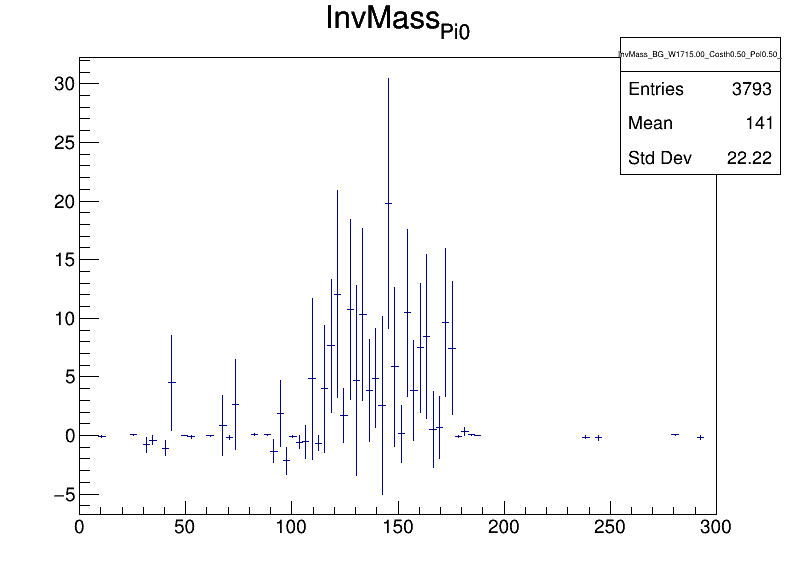 InvMassPi0
InvMass_BG_W1715.00_Costh0.50_Pol0.50_
Entries 3793
Mean 141
Std Dev 22.22
30
25
20
15
10
5
0
−5
0 50 100 150 200 250 300